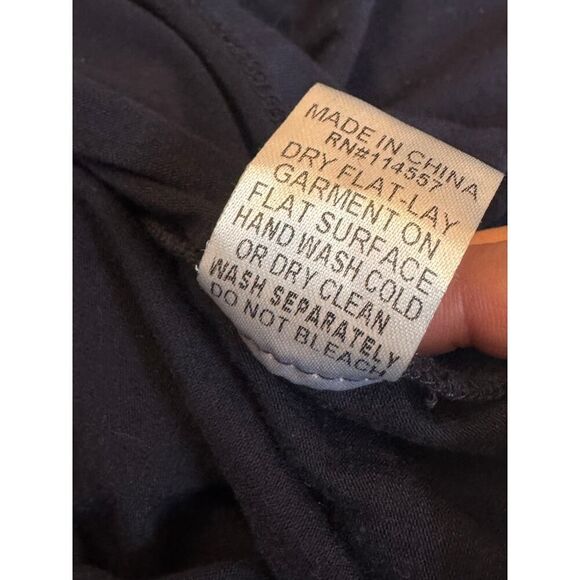 MADE IN CHINA
RN#114557
DRY FLAT-LAY
GARMENT ON
FLAT SURFACE
HAND WASH COLD
OR DRY CLEAN
WASH SEPARATELY
DO NOT BLEACH